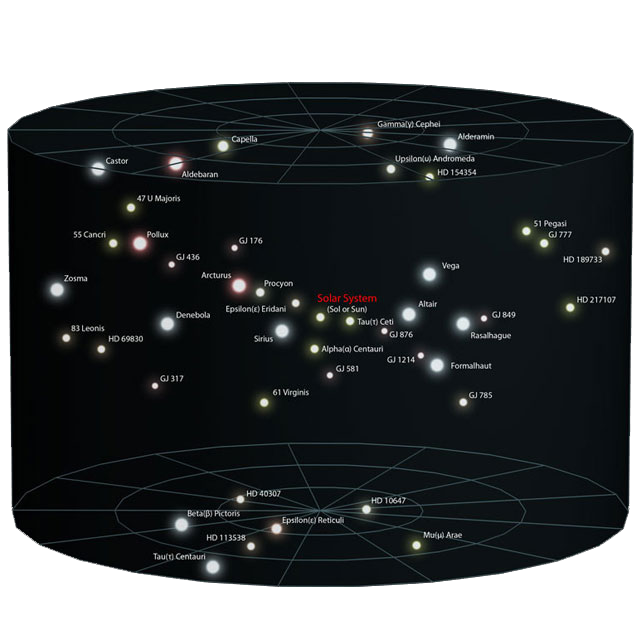 Gamma(γ) Cephei
Capella
Alderamin
Castor
Upsilon(υ) Andromeda
Aldebaran
HD 154354
47 U Majoris
51 Pegasi
55 Cancri
Pollux
GJ 176
GJ 777
GJ 436
HD 189733
Vega
Arcturus
Zosma
Procyon
Solar System
HD 217107
Epsilon(ε) Eridani
(Sol or Sun)
Altair
Denebola
Tau(τ) Ceti
GJ 849
83 Leonis
Sirius
GJ 876
Rasalhague
HD 69830
Alpha(α) Centauri
GJ 1214
Formalhaut
GJ 581
GJ 317
61 Virginis
GJ 785
HD 40307
HD 10647
Beta(β) Pictoris
Epsilon(ε) Reticuli
HD 113538
Mu(μ) Arae
Tau(τ) Centauri